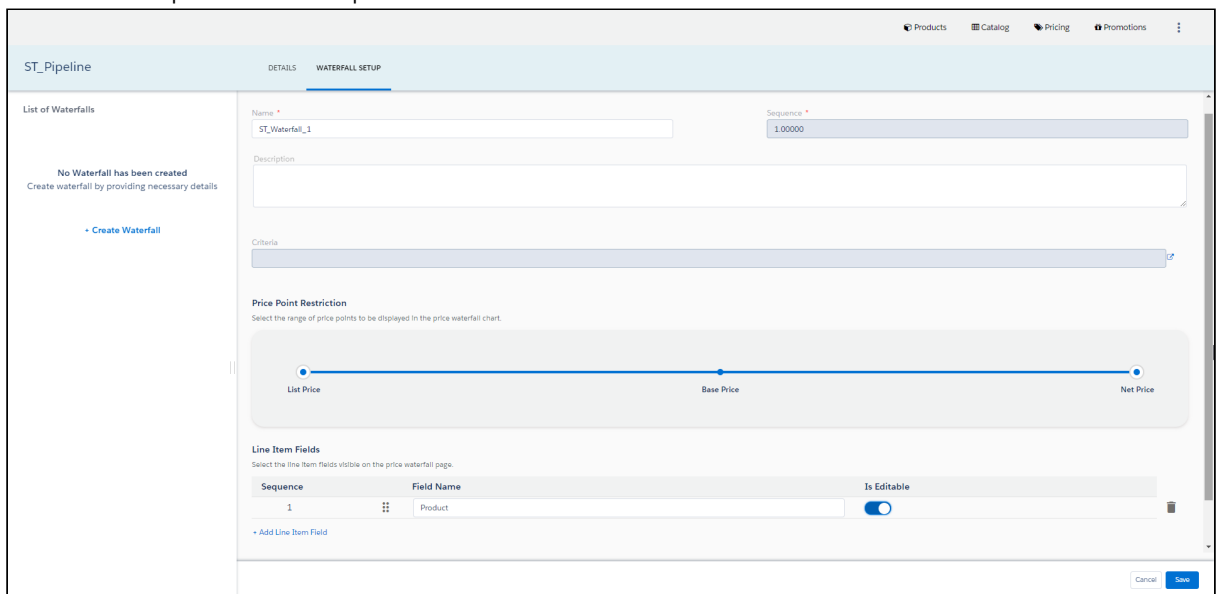 Products Catalog Pricing Promotions
ST_Pipeline DETAILS WATERFALL SETUP
List of Waterfalls
Name * Sequence *
ST_Waterfall_1 1.00000
Description
No Waterfall has been created
Create waterfall by providing necessary details
+ Create Waterfall
Criteria
Price Point Restriction
Select the range of price points to be displayed in the price waterfall chart.
List Price Base Price Net Price
Line Item Fields
Select the line item fields visible on the price waterfall page.
Sequence Field Name Is Editable
1 Product
+ Add Line Item Field
Cancel Save